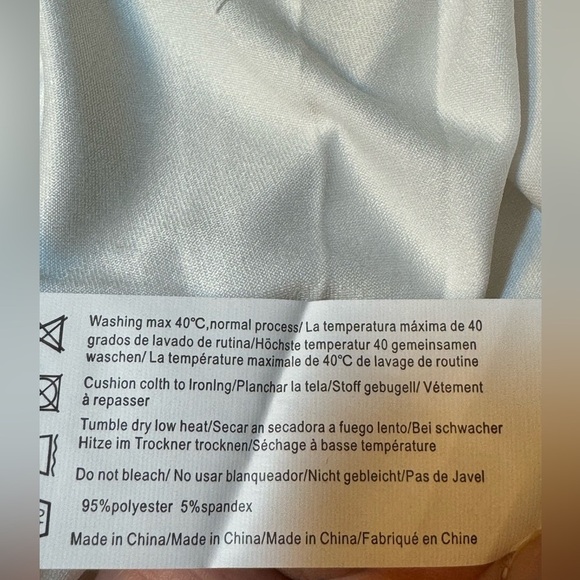 Washing max 40℃,normal process/ La temperatura máxima de 40
grados de lavado de rutina/Höchste temperatur 40 gemeinsamen
waschen/ La température maximale de 40℃ de lavage de routine
Cushion colth to Ironlng/Planchar la tela/Stoff gebugell/ Vétement
à repasser
Tumble dry low heat/Secar an secadora a fuego lento/Bei schwacher
Hitze im Trockner trocknen/Séchage à basse température
Do not bleach/ No usar blanqueador/Nicht gebleicht/Pas de Javel
95%polyester 5%spandex
Made in China/Made in China/Made in China/Fabriqué en Chine